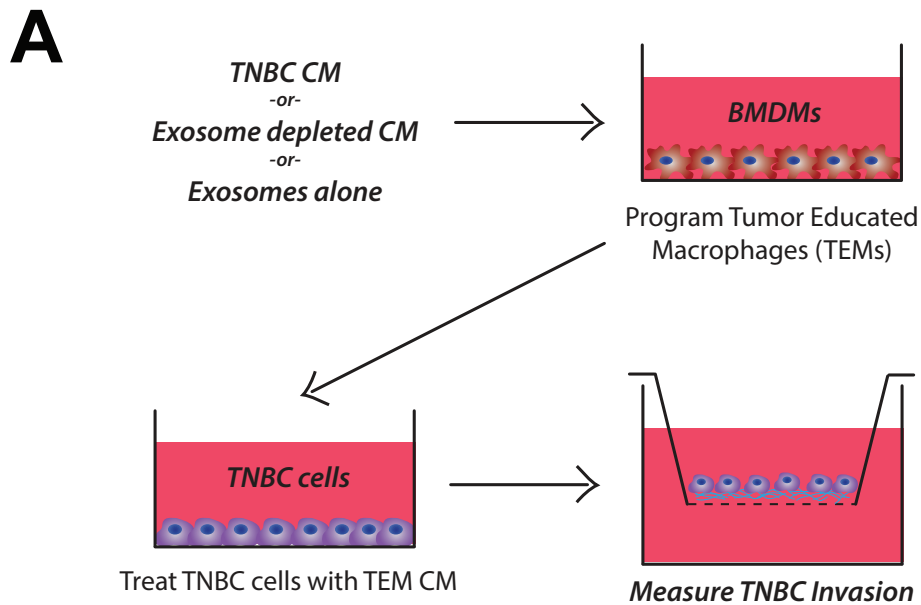 A
TNBC CM
-or-
Exosome depleted CM
-or-
Exosomes alone
BMDMs
Program Tumor Educated
Macrophages (TEMs)
TNBC cells
Treat TNBC cells with TEM CM
Measure TNBC Invasion